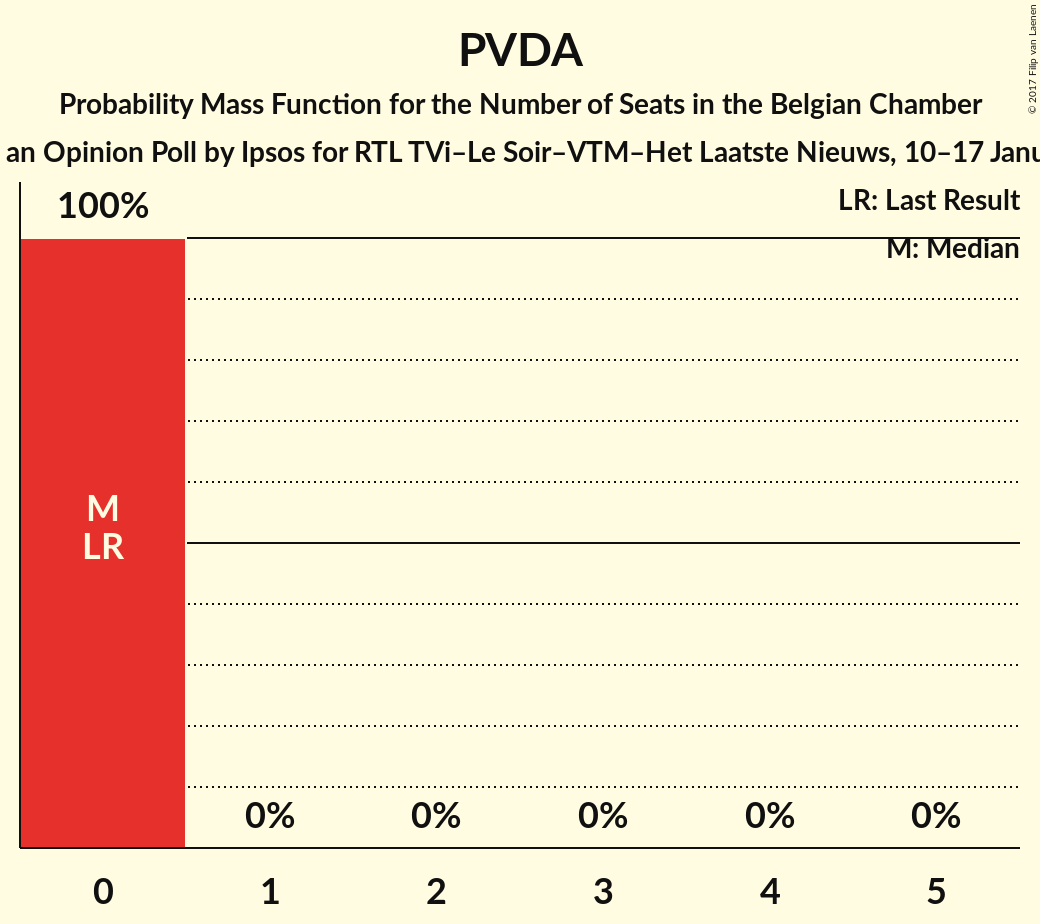 PVDA
Probability Mass Function for the Number of Seats in the Belgian Chamber
an Opinion Poll by Ipsos for RTL TVi–Le Soir–VTM–Het Laatste Nieuws, 10–17 Janu
© 2017 Filip van Laenen
100%
LR: Last Result
M: Median
M
LR
0% 0% 0% 0% 0%
0 1 2 3 4 5